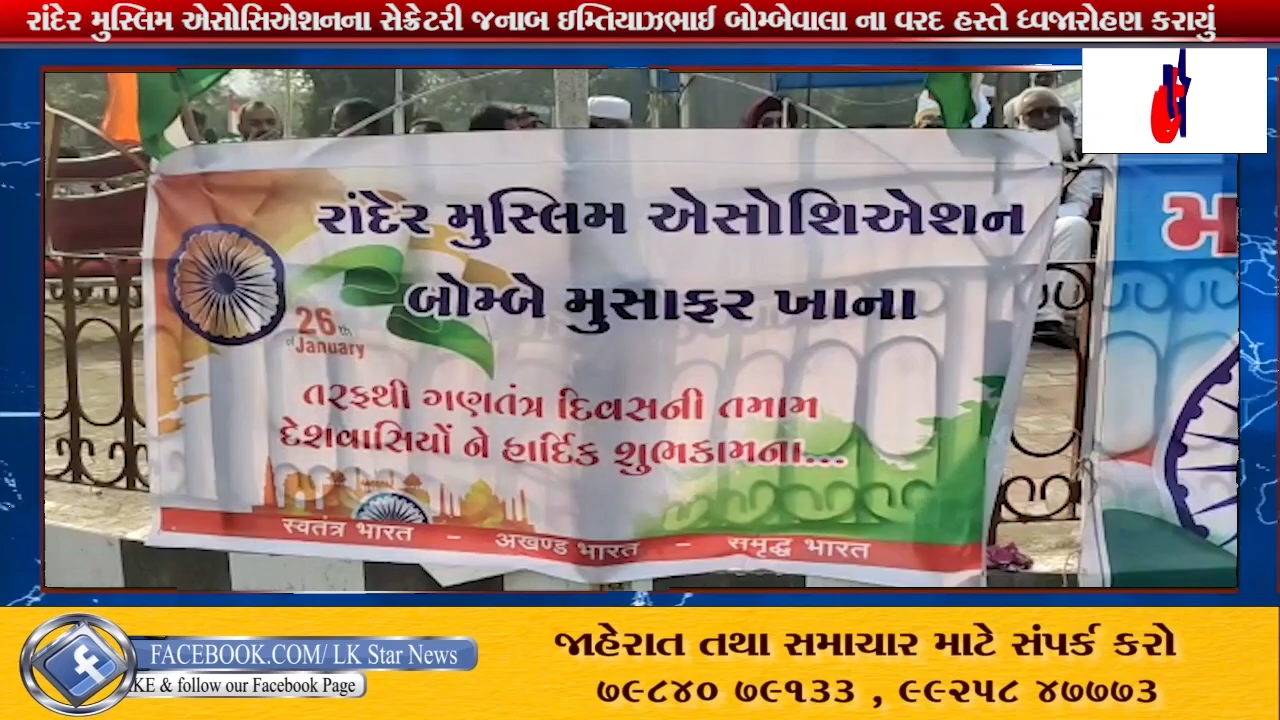 રાંદેર મુસ્લિમ એસોસિએશનના સેક્રેટરી જનાબ ઇમ્તિયાઝભાઈ બોમ્બેવાલા ના વરદ હસ્તે ધ્વજારોહણ કરાયું
રાંદેર મુસ્લિમ એસોશિએશન
બોમ્બે મુસાફર ખાના
26th
of January
તરફથી ગણતંત્ર દિવસની તમામ
દેશવાસિયોં ને હાર્દિક શુભકામના...
स्वतंत्र भारत - अखण्ड भारत - समृद्ध भारत
FACEBOOK.COM/ LK Star News
KE & follow our Facebook Page
જાહેરાત તથા સમાચાર માટે સંપર્ક કરો
૭૯૮૪૦ ૭૯૧૩૩ , ૯૯૨૫૮ ૪૭૭૭૩